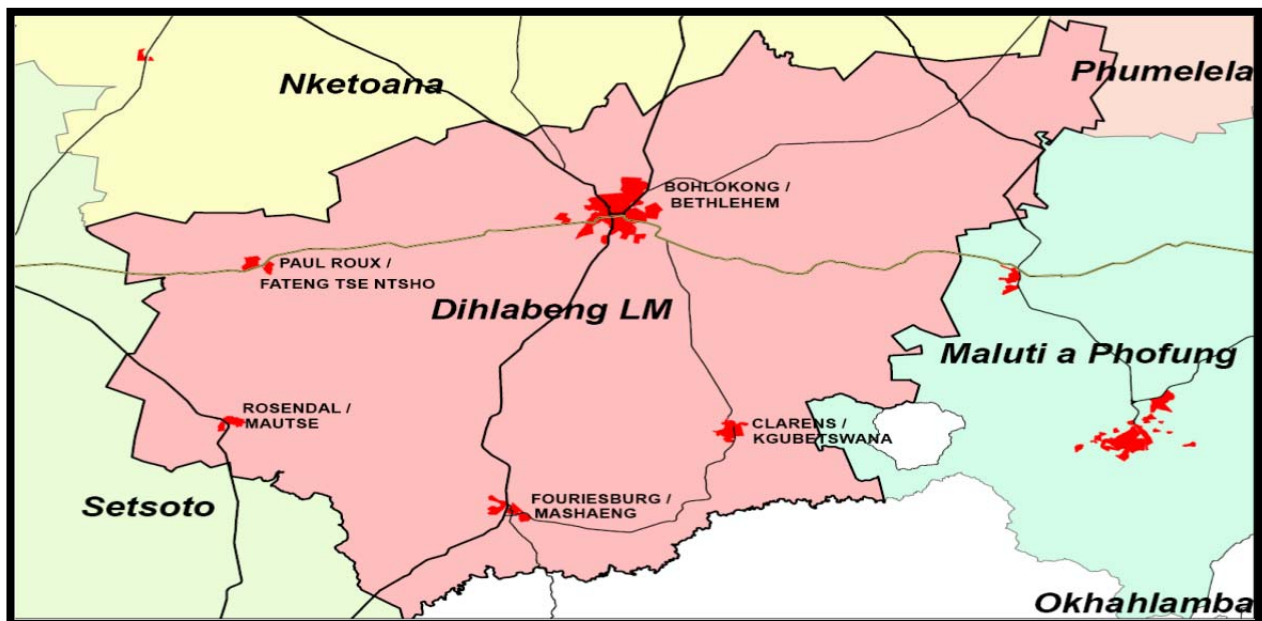 Nketoana
Phumelela
BOHLOKONG /
BETHLEHEM
PAUL ROUX /
FATENG TSE NTSHO
Dihlabeng LM
Maluti a Phofung
ROSENDAL /
MAUTSE
CLARENS /
KGUBETSWANA
Setsoto
FOURIESBURG /
MASHAENG
Okhahlamba